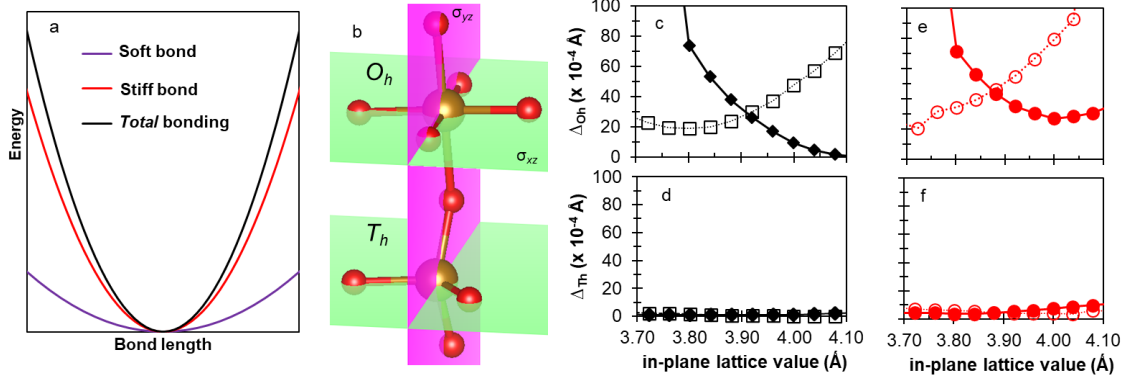 a
Soft bond
Stiff bond
Total bonding
Energy
Bond length
b
σyz
Oh
σxz
Th
c
100
80
60
40
20
0
ΔOh (x 10⁻⁴ Å)
d
100
80
60
40
20
0
ΔTh (x 10⁻⁴ Å)
3.70 3.80 3.90 4.00 4.10
in-plane lattice value (Å)
e
f
3.70 3.80 3.90 4.00 4.10
in-plane lattice value (Å)